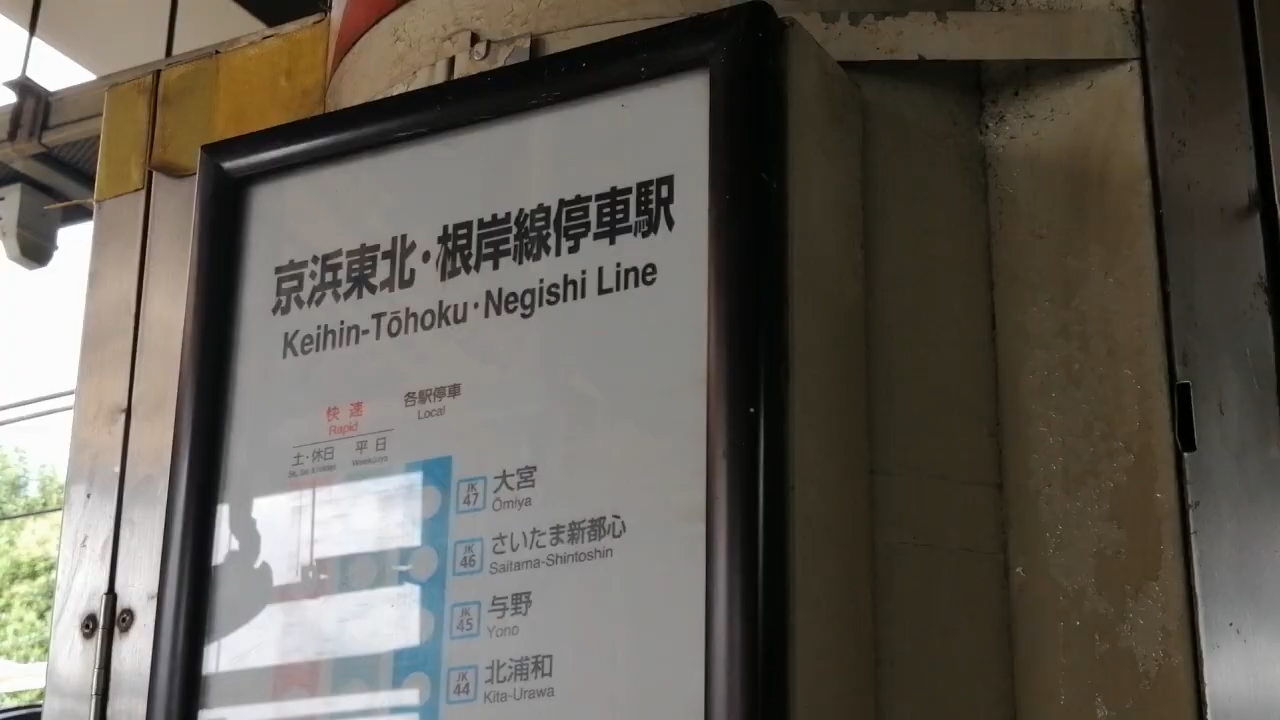 京浜東北・根岸線停車駅
Keihin-Tōhoku・Negishi Line
快速
Rapid
各駅停車
Local
土・休日
平日
JK
47
大宮
Ōmiya
JK
46
さいたま新都心
Saitama-Shintoshin
JK
45
与野
Yono
JK
44
北浦和
Kita-Urawa